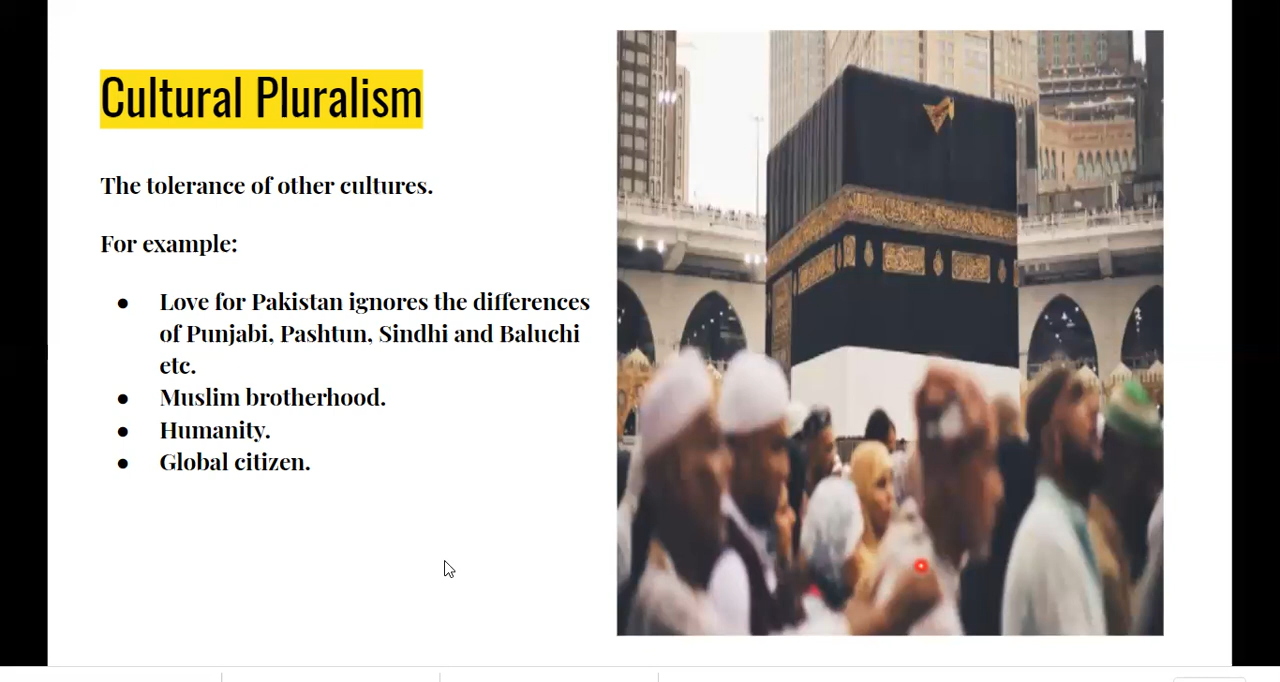 Cultural Pluralism
The tolerance of other cultures.
For example:
● Love for Pakistan ignores the differences
of Punjabi, Pashtun, Sindhi and Baluchi
etc.
● Muslim brotherhood.
● Humanity.
● Global citizen.